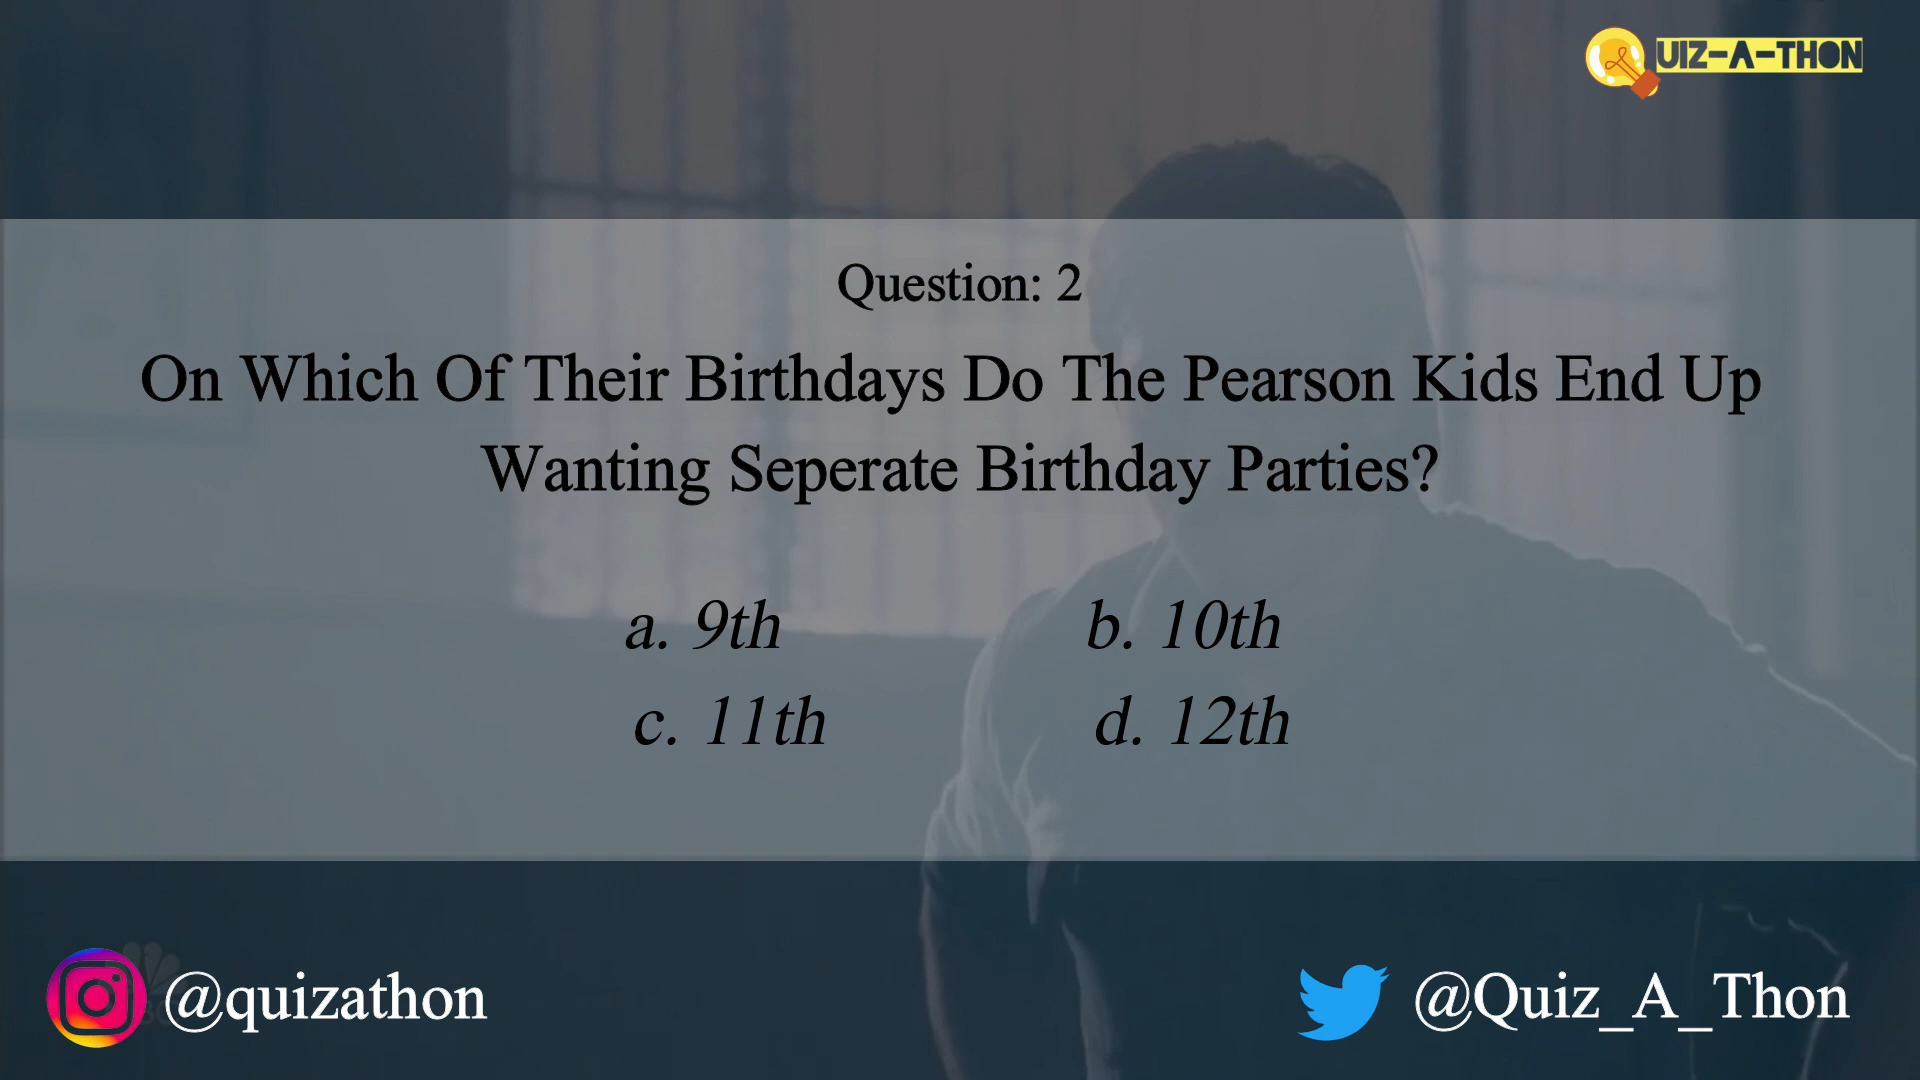 UIZ-A-THON
Question: 2
On Which Of Their Birthdays Do The Pearson Kids End Up
Wanting Seperate Birthday Parties?
a. 9th b. 10th
c. 11th d. 12th
@quizathon @Quiz_A_Thon